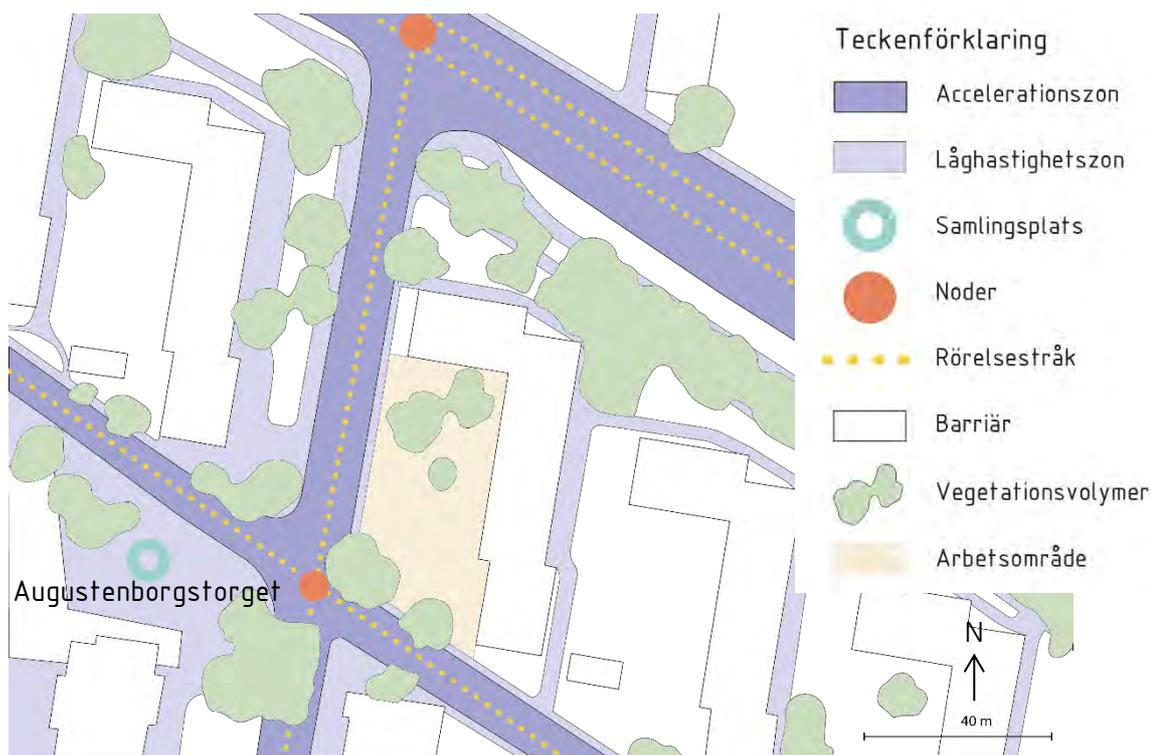 Teckenförklaring
Accelerationszon
Låghastighetszon
Samlingsplats
Noder
Rörelsestråk
Barriär
Vegetationsvolymer
Arbetsområde
Augustenborgstorget
N
40 m